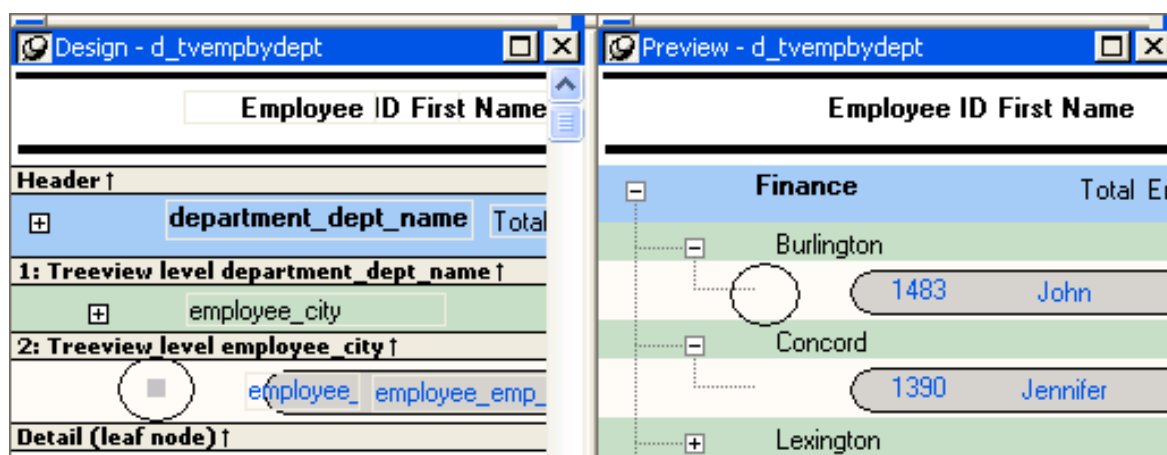 Design - d_tvempbydept
Employee ID First Name
Header ↑
department_dept_name Total
1: Treeview level department_dept_name ↑
employee_city
2: Treeview level employee_city ↑
employee_ employee_emp_
Detail (leaf node) ↑
Preview - d_tvempbydept
Employee ID First Name
Finance Total
Burlington
1483 John
Concord
1390 Jennifer
Lexington